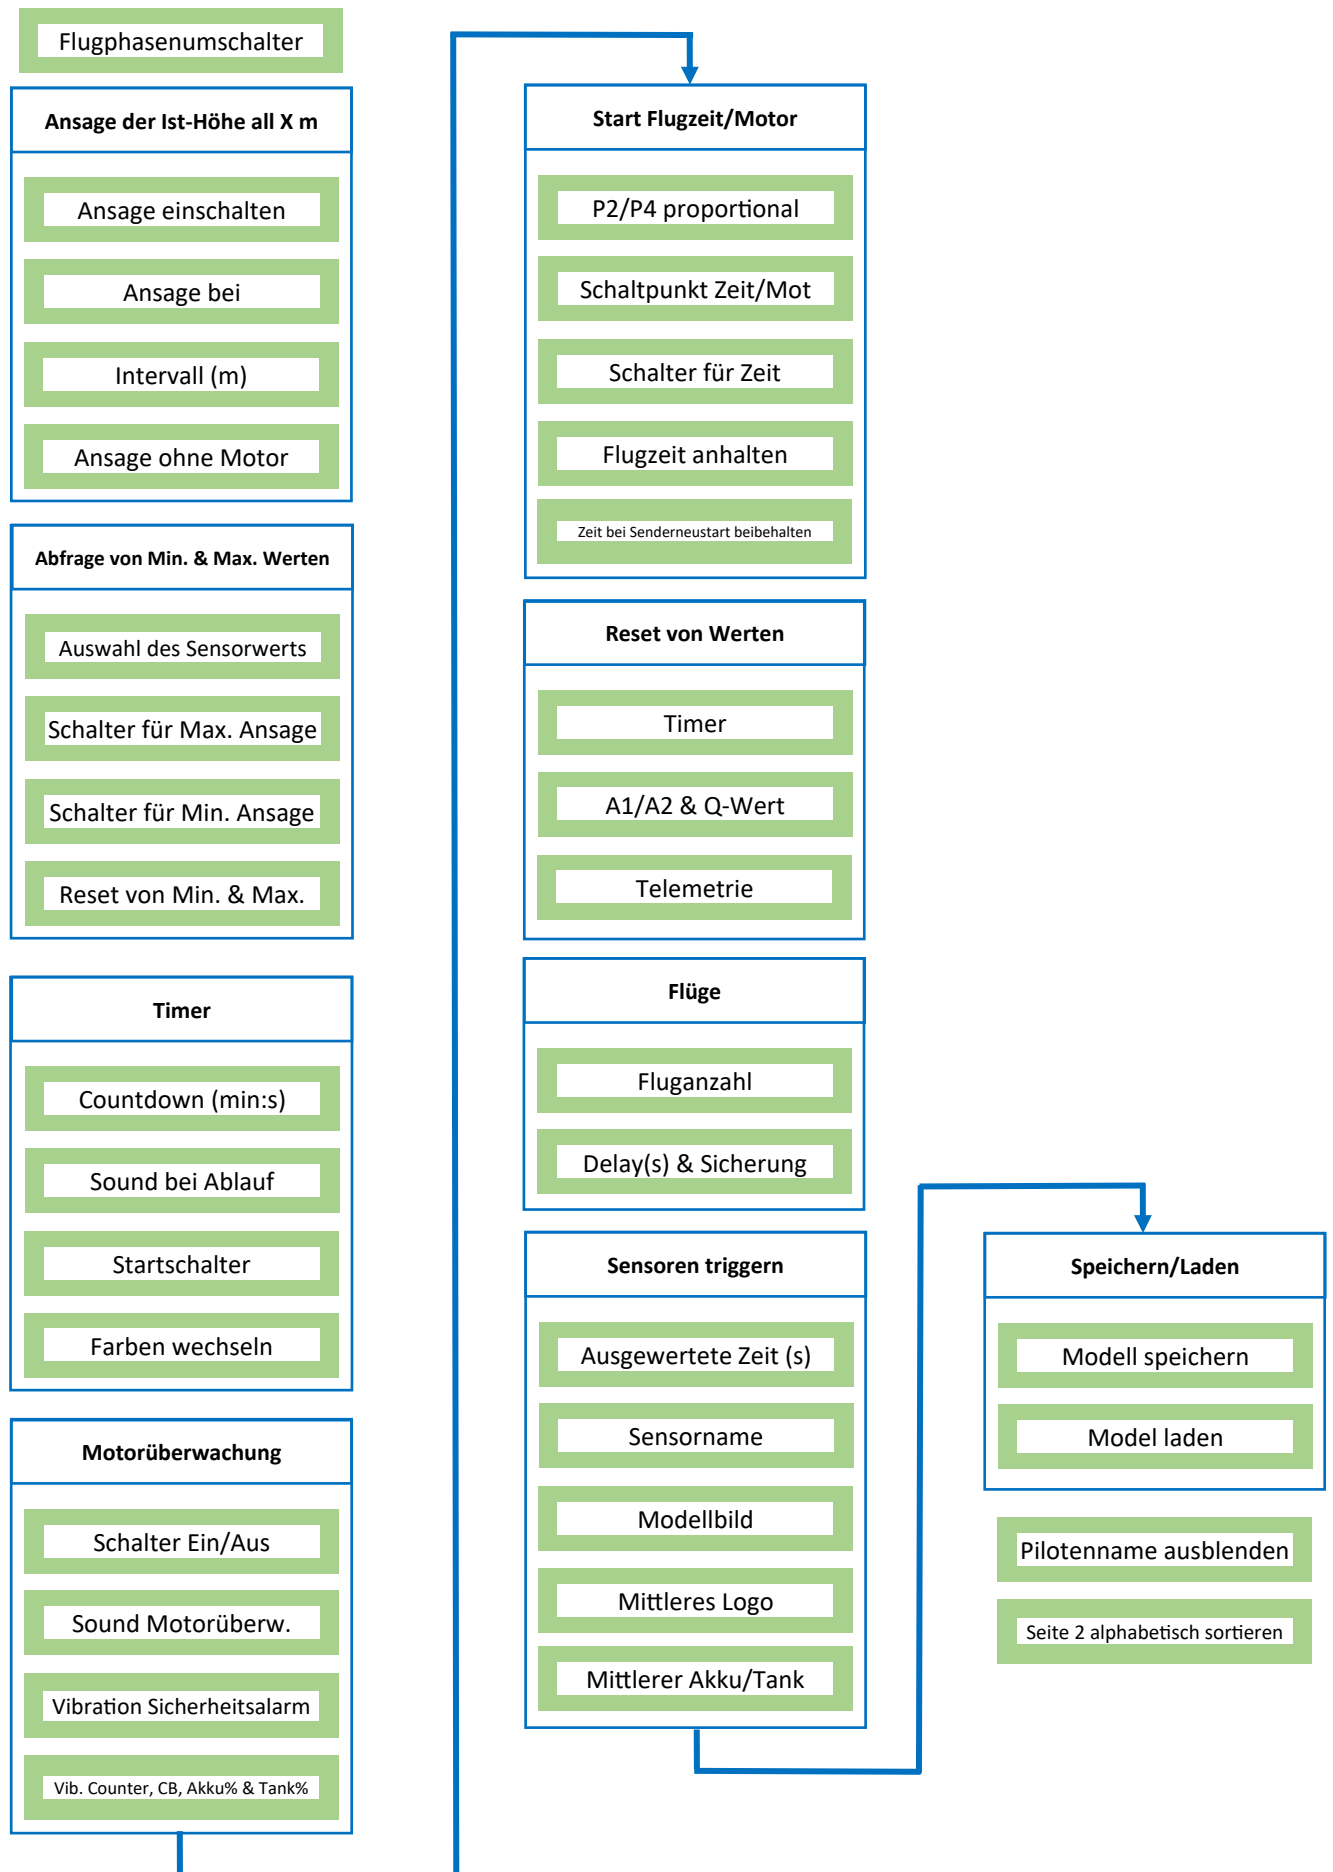 Flugphasenumschalter
Ansage der Ist-Höhe all X m
Ansage einschalten
Ansage bei
Intervall (m)
Ansage ohne Motor
Abfrage von Min. & Max. Werten
Auswahl des Sensorwerts
Schalter für Max. Ansage
Schalter für Min. Ansage
Reset von Min. & Max.
Timer
Countdown (min:s)
Sound bei Ablauf
Startschalter
Farben wechseln
Motorüberwachung
Schalter Ein/Aus
Sound Motorüberw.
Vibration Sicherheitsalarm
Vib. Counter, CB, Akku% & Tank%
Start Flugzeit/Motor
P2/P4 proportional
Schaltpunkt Zeit/Mot
Schalter für Zeit
Flugzeit anhalten
Zeit bei Senderneustart beibehalten
Reset von Werten
Timer
A1/A2 & Q-Wert
Telemetrie
Flüge
Fluganzahl
Delay(s) & Sicherung
Sensoren triggern
Ausgewertete Zeit (s)
Sensorname
Modellbild
Mittleres Logo
Mittlerer Akku/Tank
Speichern/Laden
Modell speichern
Model laden
Pilotenname ausblenden
Seite 2 alphabetisch sortieren